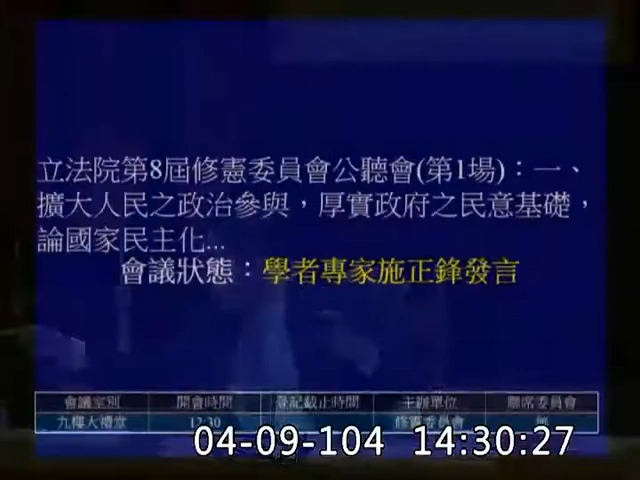 立法院第8屆修憲委員會公聽會(第1場)：一、
擴大人民之政治參與，厚實政府之民意基礎，
論國家民主化...
會議狀態：學者專家施正鋒發言
會議室別 開會時間 登記截止時間 主辦單位 聯席委員會
九樓大禮堂 修憲委員會 無
04-09-104 14:30:27